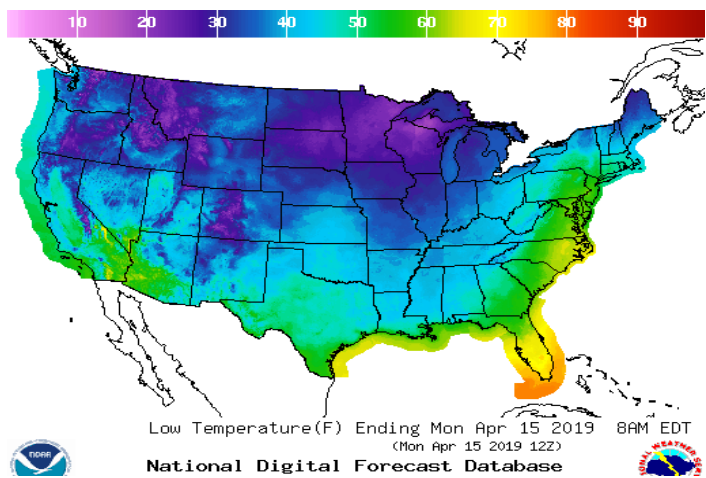 10 20 30 40 50 60 70 80 90
Low Temperature(F) Ending Mon Apr 15 2019 8AM EDT
(Mon Apr 15 2019 12Z)
National Digital Forecast Database
NOAA